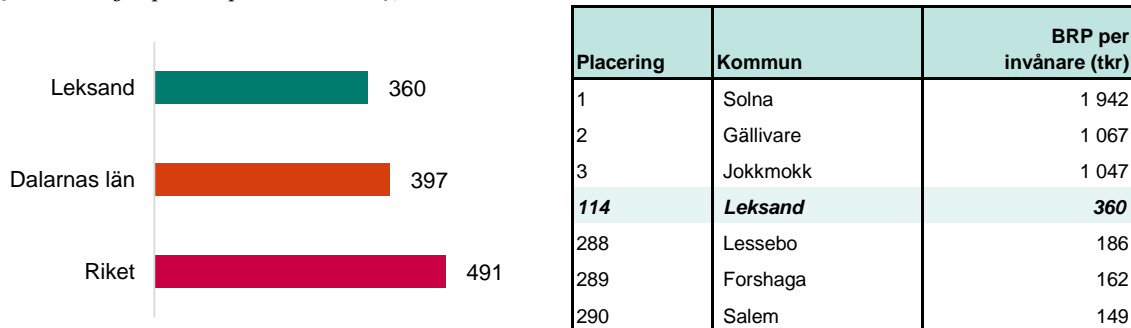 Leksand 360
Dalarnas län 397
Riket 491
BRP per
Placering Kommun invånare (tkr)
1 Solna 1 942
2 Gällivare 1 067
3 Jokkmokk 1 047
114 Leksand 360
288 Lessebo 186
289 Forshaga 162
290 Salem 149